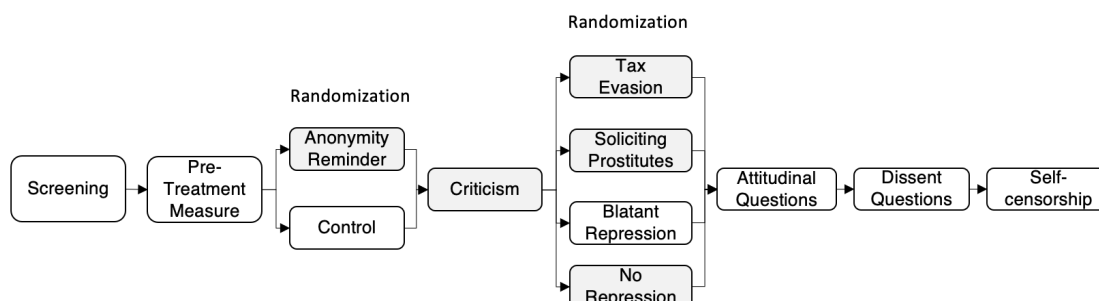 Randomization
Tax
Evasion
Randomization
Anonymity
Reminder
Soliciting
Prostitutes
Screening
Pre-
Treatment
Measure
Criticism
Attitudinal
Questions
Dissent
Questions
Self-
censorship
Control
Blatant
Repression
No
Repression